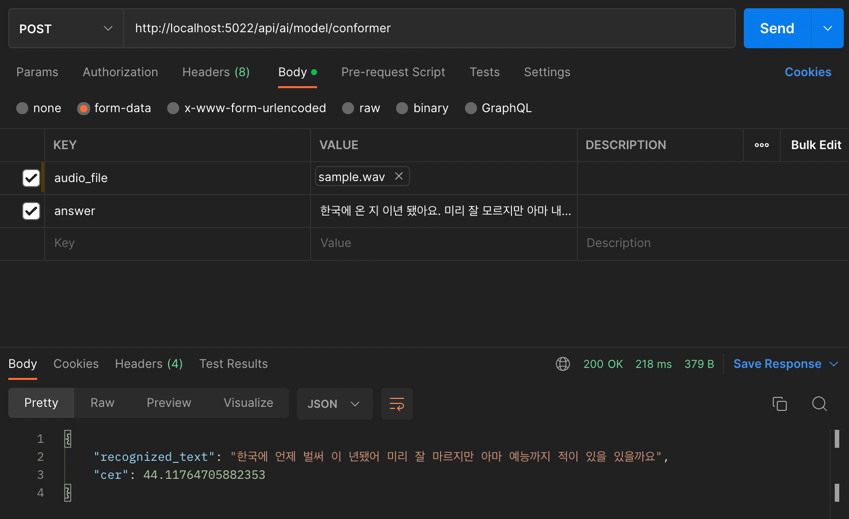 POST http://localhost:5022/api/ai/model/conformer Send
Params Authorization Headers (8) Body Pre-request Script Tests Settings Cookies
none form-data x-www-form-urlencoded raw binary GraphQL
KEY VALUE DESCRIPTION ooo Bulk Edit
audio_file sample.wav
answer 한국에 온 지 이년 됐아요. 미리 잘 모르지만 아마 내...
Key Value Description
Body Cookies Headers (4) Test Results 200 OK 218 ms 379 B Save Response
Pretty Raw Preview Visualize JSON
1 {
2 "recognized_text": "한국에 언제 벌써 이 년됐어 미리 잘 마르지만 아마 예능까지 적이 있을 있을까요",
3 "cer": 44.11764705882353
4 }